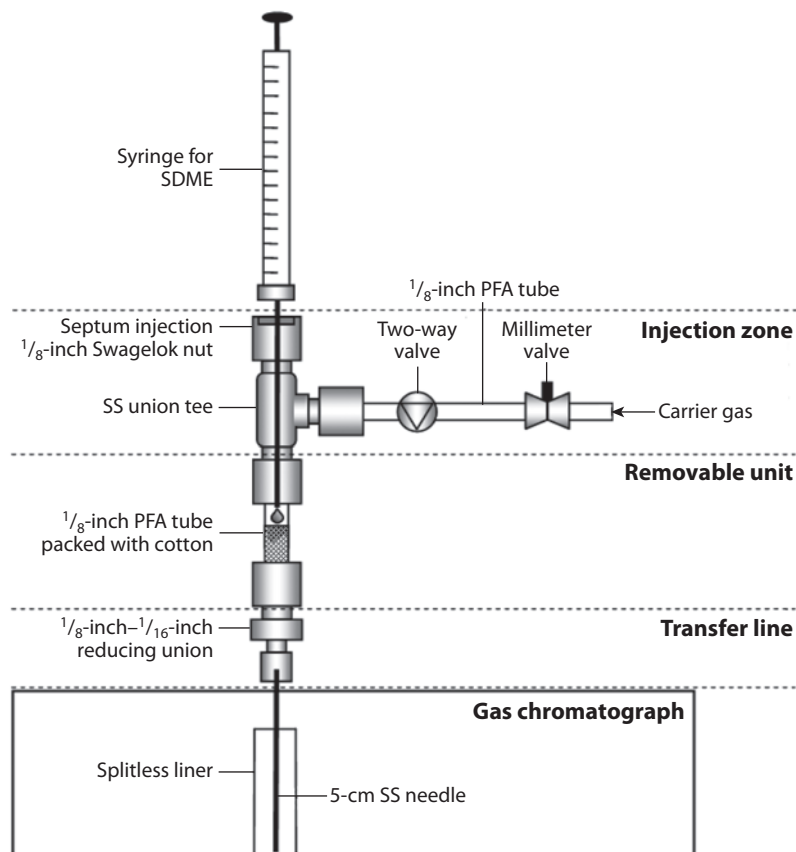 Syringe for
SDME
1/8-inch PFA tube
Septum injection
1/8-inch Swagelok nut
Two-way
valve
Millimeter
valve
Injection zone
SS union tee
Carrier gas
Removable unit
1/8-inch PFA tube
packed with cotton
1/8-inch–1/16-inch
reducing union
Transfer line
Gas chromatograph
Splitless liner
5-cm SS needle